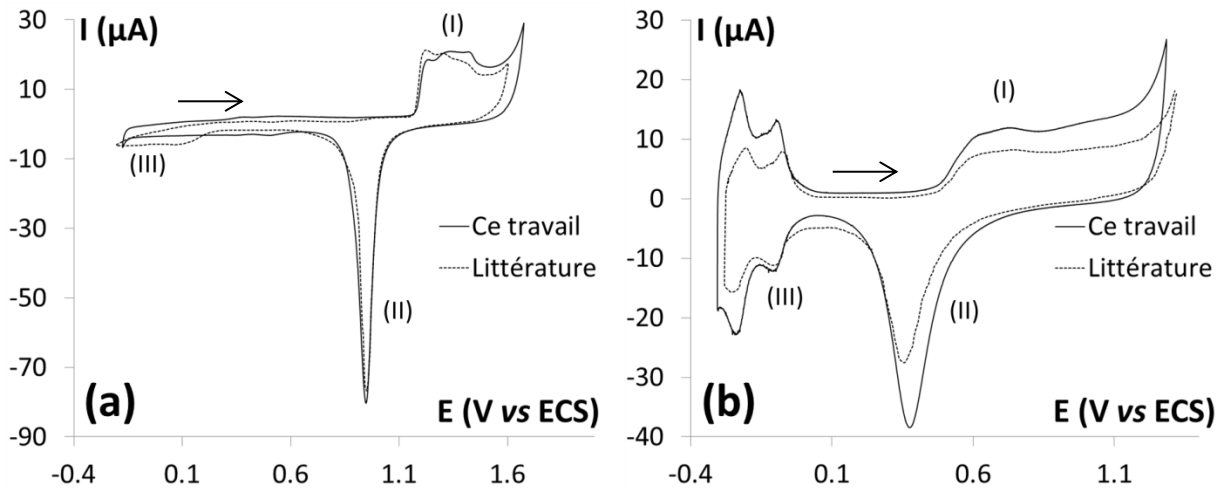 I (µA)
30
10
-10
-30
-50
-70
-90
(I)
(III)
Ce travail
Littérature
(II)
(a)
E (V vs ECS)
-0.4
0.1
0.6
1.1
1.6
I (µA)
30
20
10
0
-10
-20
-30
-40
(I)
(III)
Ce travail
Littérature
(II)
(b)
E (V vs ECS)
-0.4
0.1
0.6
1.1